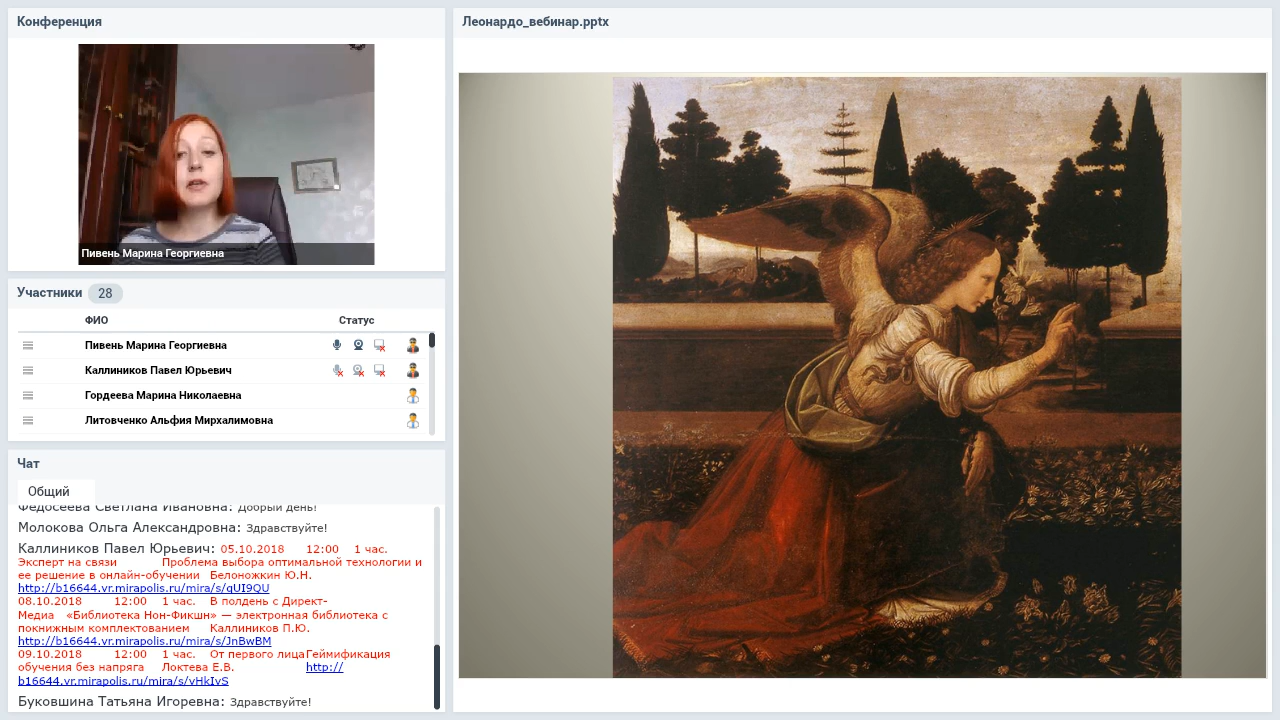 Конференция
Пивень Марина Георгиевна
Участники 28
ФИО Статус
Пивень Марина Георгиевна
Каллиников Павел Юрьевич
Гордеева Марина Николаевна
Литовченко Альфия Мирхалимовна
Чат
Общий
Федосеева Светлана Ивановна: Добрый день!
Молокова Ольга Александровна: Здравствуйте!
Каллиников Павел Юрьевич: 05.10.2018 12:00 1 час.
Эксперт на связи Проблема выбора оптимальной технологии и
ее решение в онлайн-обучении Белоножкин Ю.Н.
http://b16644.vr.mirapolis.ru/mira/s/qUI9QU
08.10.2018 12:00 1 час. В полдень с Директ-
Медиа «Библиотека Нон-Фикшн» — электронная библиотека с
покнижным комплектованием Каллиников П.Ю.
http://b16644.vr.mirapolis.ru/mira/s/JnBwBM
09.10.2018 12:00 1 час. От первого лица Геймификация
обучения без напряга Локтева Е.В. http://
b16644.vr.mirapolis.ru/mira/s/vHkIvS
Буковшина Татьяна Игоревна: Здравствуйте!
Леонардо_вебинар.pptx